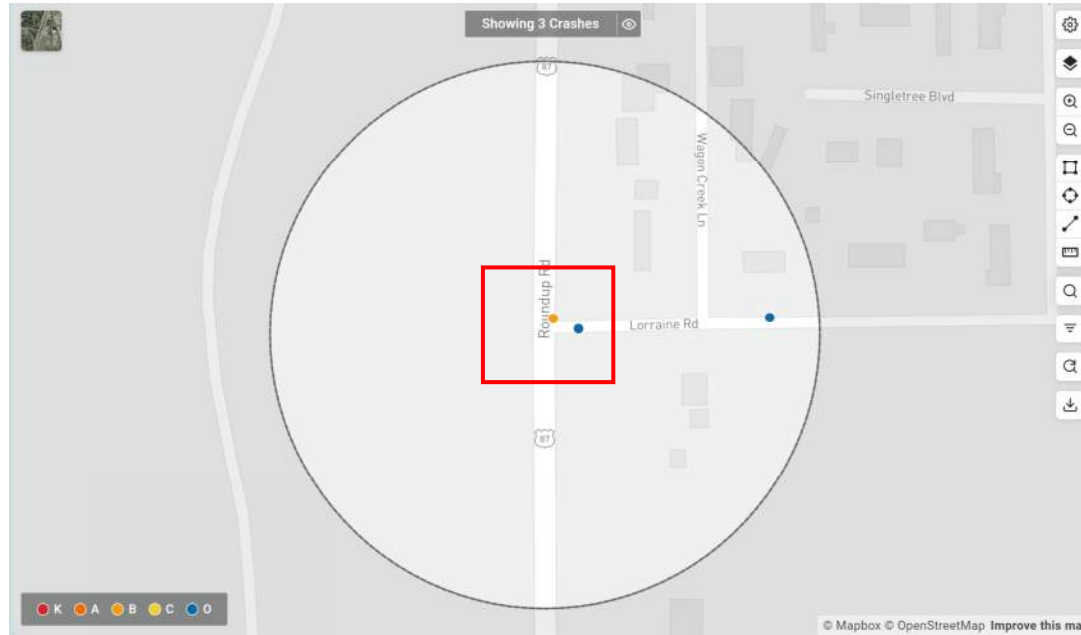 Showing 3 Crashes
87
Singletree Blvd
Wagon Creek Ln
Roundup Rd
Lorraine Rd
87
K A B C O
© Mapbox © OpenStreetMap Improve this ma